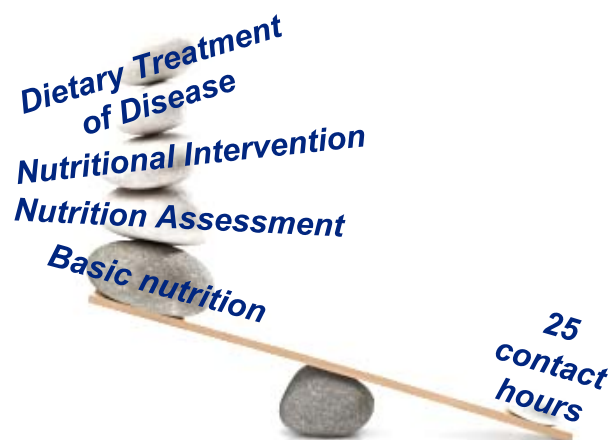 Dietary Treatment
of Disease
Nutritional Intervention
Nutrition Assessment
Basic nutrition
25
contact
hours